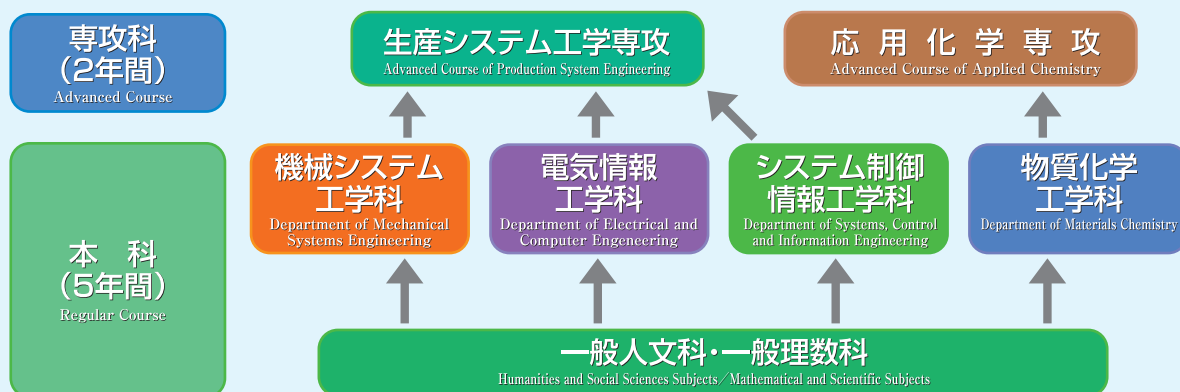 専攻科
（2年間）
Advanced Course
生産システム工学専攻
Advanced Course of Production System Engineering
応用化学専攻
Advanced Course of Applied Chemistry
本　科
（5年間）
Regular Course
機械システム
工学科
Department of Mechanical
Systems Engineering
電気情報
工学科
Department of Electrical and
Computer Engeneering
システム制御
情報工学科
Department of Systems, Control
and Information Engineering
物質化学
工学科
Department of Materials Chemistry
一般人文科・一般理数科
Humanities and Social Sciences Subjects／Mathematical and Scientific Subjects